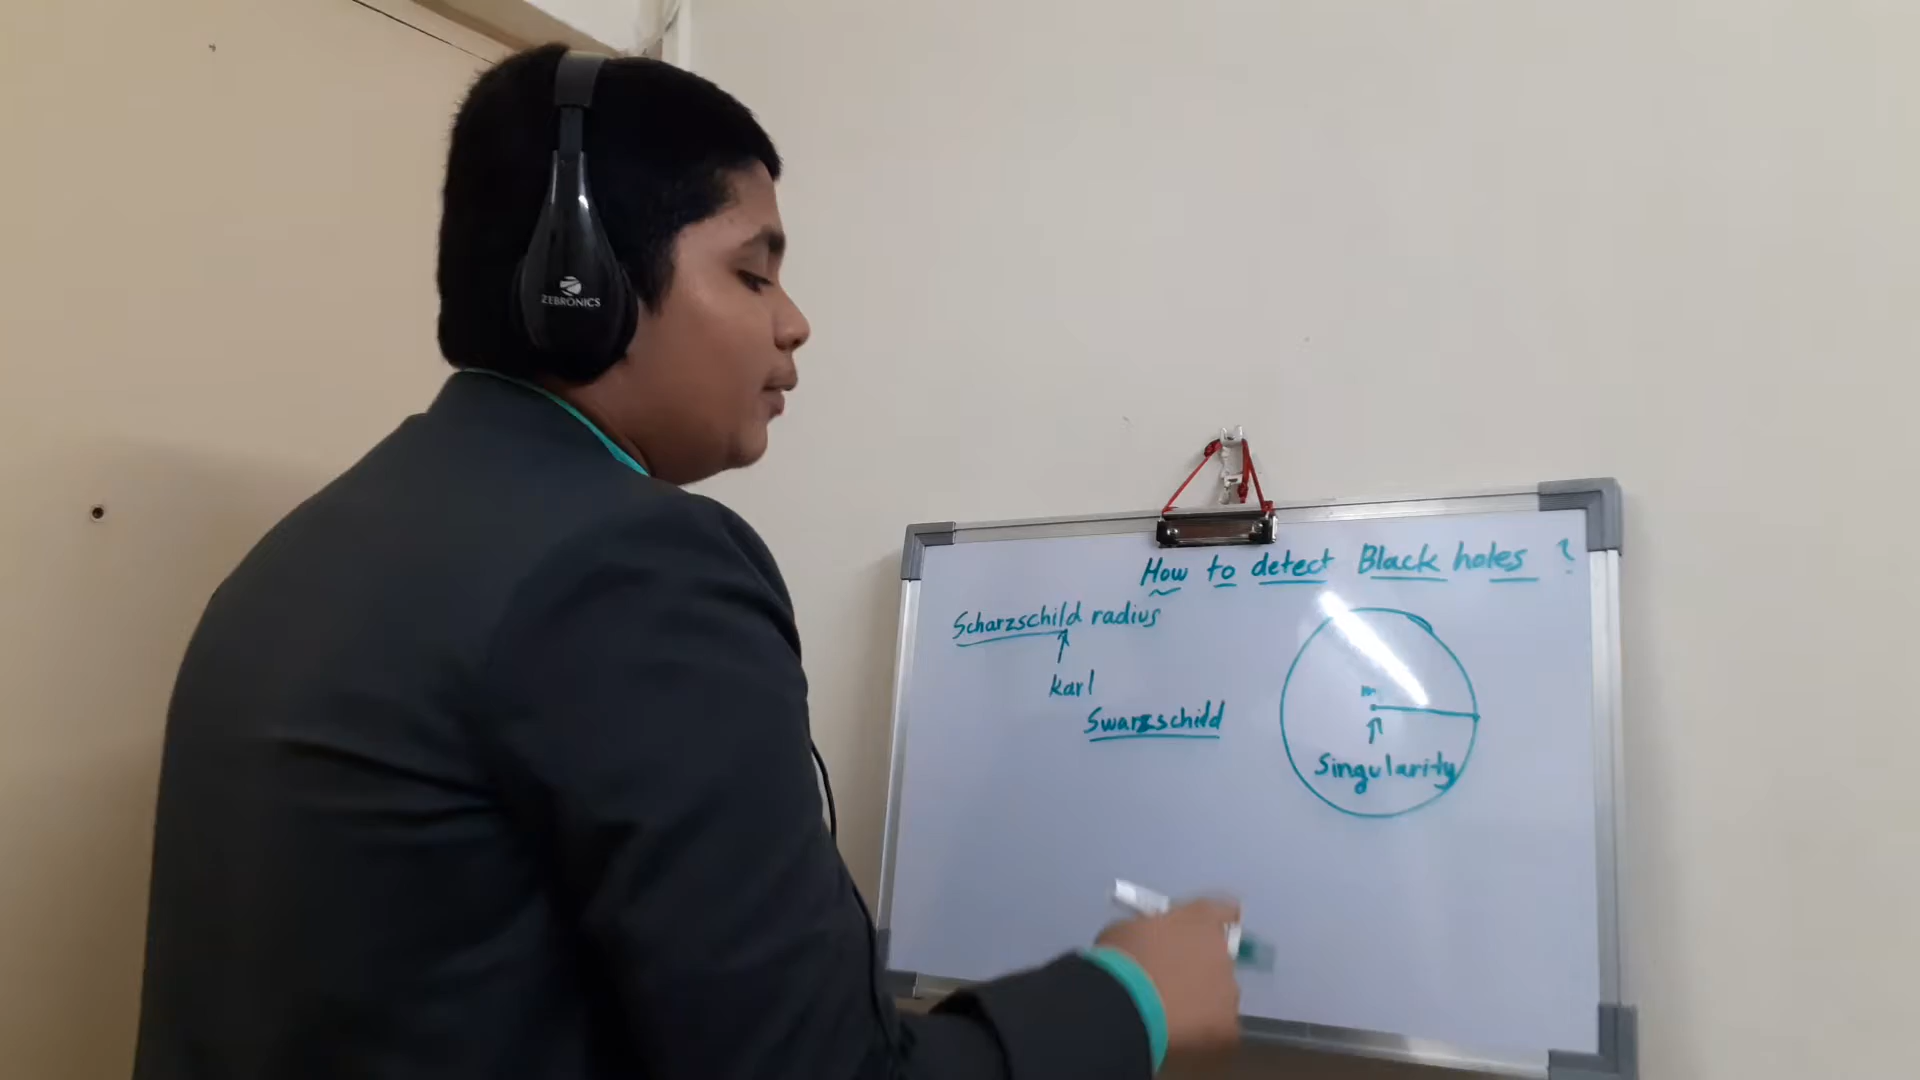 ZEBRONICS
How to detect Black holes ?
Scharzschild radius
karl
Swarzschild
m
Singularity